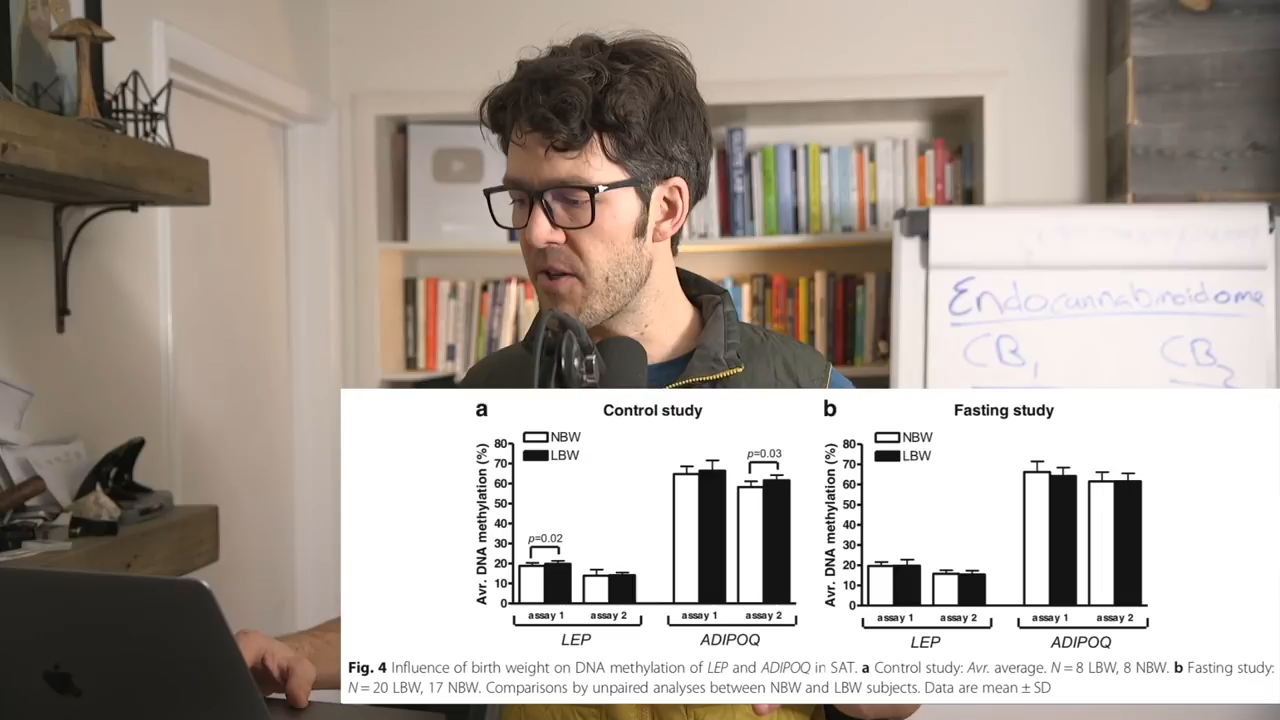 Endocannabinoidome
CB1 CB2
a Control study
NBW
LBW
Avr. DNA methylation (%)
80
70
60
50
40
30
20
10
0
p=0.02
p=0.03
assay 1 assay 2 assay 1 assay 2
LEP ADIPOQ
b Fasting study
NBW
LBW
Avr. DNA methylation (%)
80
70
60
50
40
30
20
10
0
assay 1 assay 2 assay 1 assay 2
LEP ADIPOQ
Fig. 4 Influence of birth weight on DNA methylation of LEP and ADIPOQ in SAT. a Control study: Avr. average. N = 8 LBW, 8 NBW. b Fasting study:
N = 20 LBW, 17 NBW. Comparisons by unpaired analyses between NBW and LBW subjects. Data are mean ± SD